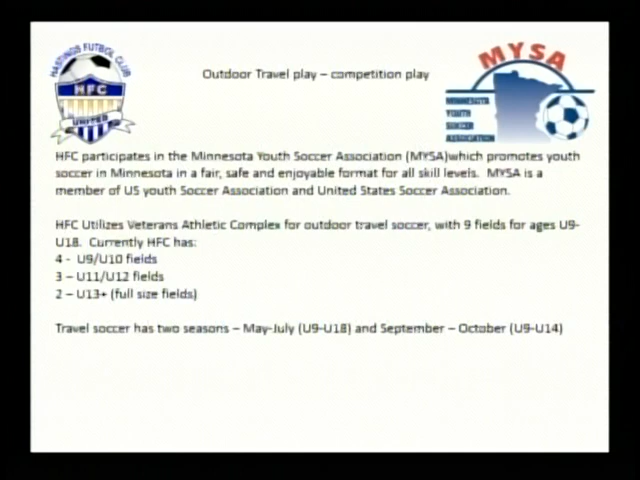 HASTINGS FUTBOL CLUB
HFC
UNITED
Outdoor Travel play – competition play
MYSA
MINNESOTA
YOUTH
SOCCER
ASSOCIATION
HFC participates in the Minnesota Youth Soccer Association (MYSA)which promotes youth
soccer in Minnesota in a fair, safe and enjoyable format for all skill levels.  MYSA is a
member of US youth Soccer Association and United States Soccer Association.
HFC Utilizes Veterans Athletic Complex for outdoor travel soccer, with 9 fields for ages U9-
U18.  Currently HFC has:
4 -  U9/U10 fields
3 – U11/U12 fields
2 – U13+ (full size fields)
Travel soccer has two seasons – May-July (U9-U18) and September – October (U9-U14)